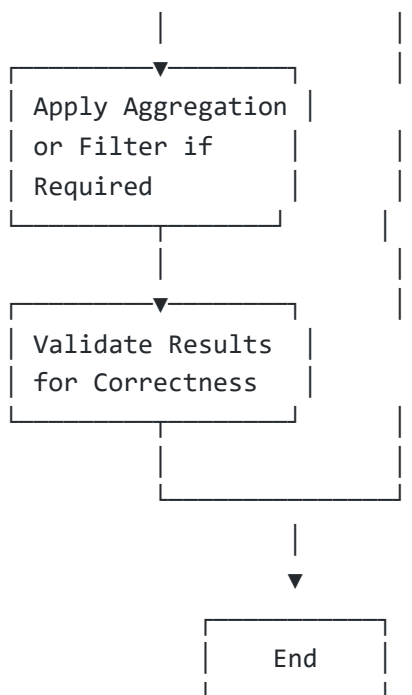 Apply Aggregation
or Filter if
Required
Validate Results
for Correctness
End